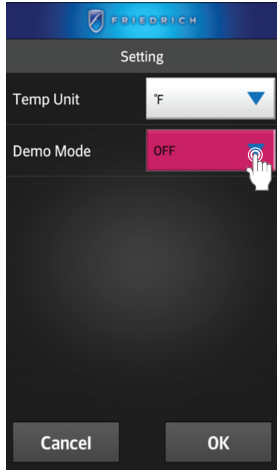 FRIEDRICH
Setting
Temp Unit
°F
Demo Mode
OFF
Cancel
OK